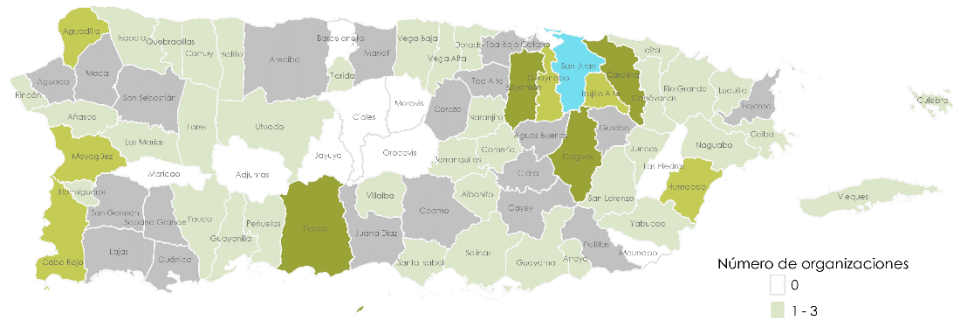 Aguadilla
Isabela
Quebradillas
Camuy
Hatillo
Arecibo
Barceloneta
Manatí
Vega Baja
Vega Alta
Dorado
Toa Baja
Cataño
San Juan
Carolina
Loíza
Aguada
Moca
San Sebastián
Rincón
Añasco
Lares
Utuado
Florida
Ciales
Morovis
Corozal
Toa Alta
Naranjito
Bayamón
Guaynabo
Trujillo Alto
Canóvanas
Río Grande
Luquillo
Fajardo
Culebra
Ceiba
Naguabo
Las Marías
Mayagüez
Maricao
Adjuntas
Jayuya
Orocovis
Barranquitas
Comerío
Aguas Buenas
Gurabo
Caguas
Juncos
Las Piedras
Humacao
Vieques
Hormigueros
San Germán
Sabana Grande
Yauco
Guayanilla
Peñuelas
Ponce
Villalba
Juana Díaz
Coamo
Aibonito
Cidra
Cayey
San Lorenzo
Yabucoa
Cabo Rojo
Lajas
Guánica
Santa Isabel
Salinas
Guayama
Arroyo
Patillas
Maunabo
Número de organizaciones
0
1 - 3